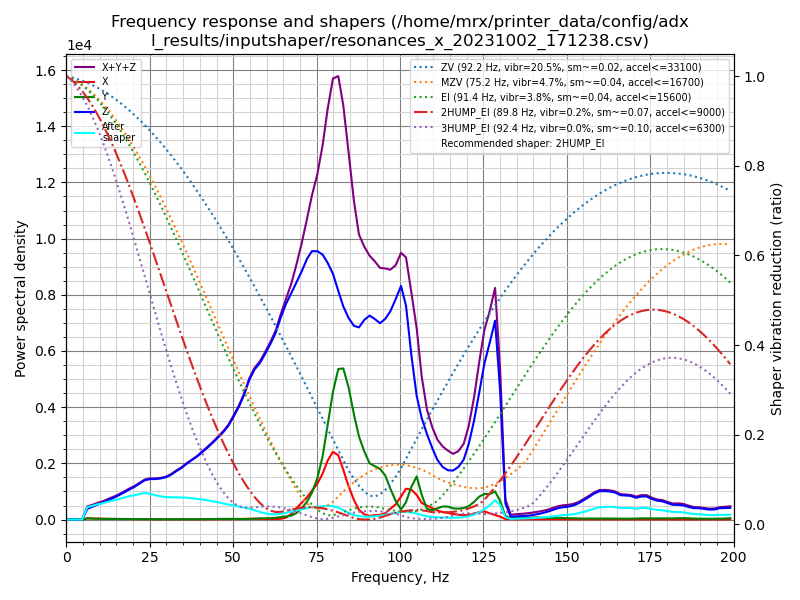 Frequency response and shapers (/home/mrx/printer_data/config/adx
l_results/inputshaper/resonances_x_20231002_171238.csv)
1e4
X+Y+Z
X
Y
Z
After
shaper
ZV (92.2 Hz, vibr=20.5%, sm~=0.02, accel<=33100)
MZV (75.2 Hz, vibr=4.7%, sm~=0.04, accel<=16700)
EI (91.4 Hz, vibr=3.8%, sm~=0.04, accel<=15600)
2HUMP_EI (89.8 Hz, vibr=0.2%, sm~=0.07, accel<=9000)
3HUMP_EI (92.4 Hz, vibr=0.0%, sm~=0.10, accel<=6300)
Recommended shaper: 2HUMP_EI
Power spectral density
1.6
1.4
1.2
1.0
0.8
0.6
0.4
0.2
0.0
1.0
0.8
0.6
0.4
0.2
0.0
Shaper vibration reduction (ratio)
0 25 50 75 100 125 150 175 200
Frequency, Hz